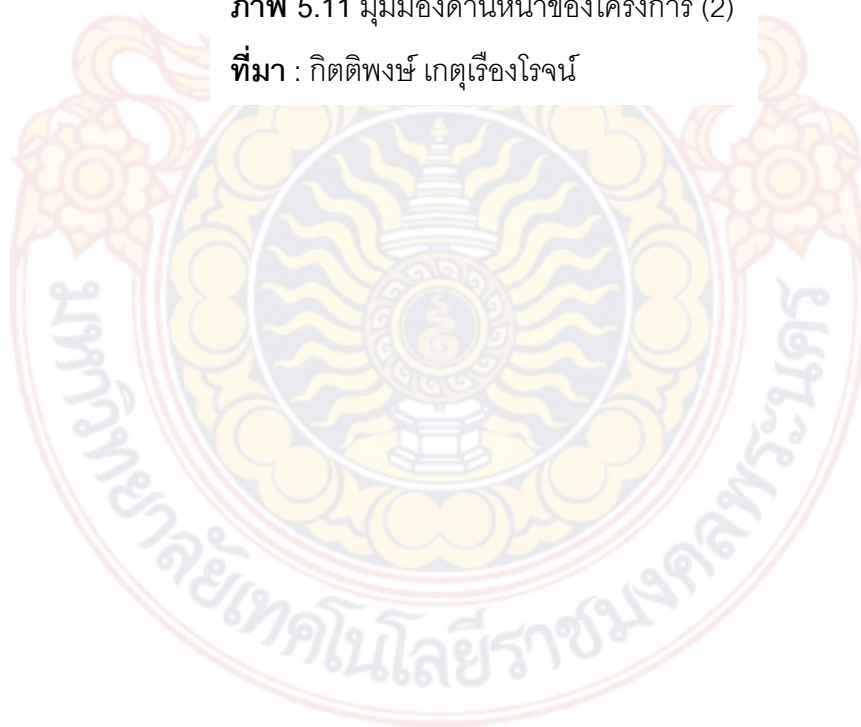 ภาพ 5.11 มุมมองด้านหน้าของโครงการ (2)
ที่มา : กิตติพงษ์ เกตุเรืองโรจน์
มหาวิทยาลัยเทคโนโลยีราชมงคลพระนคร